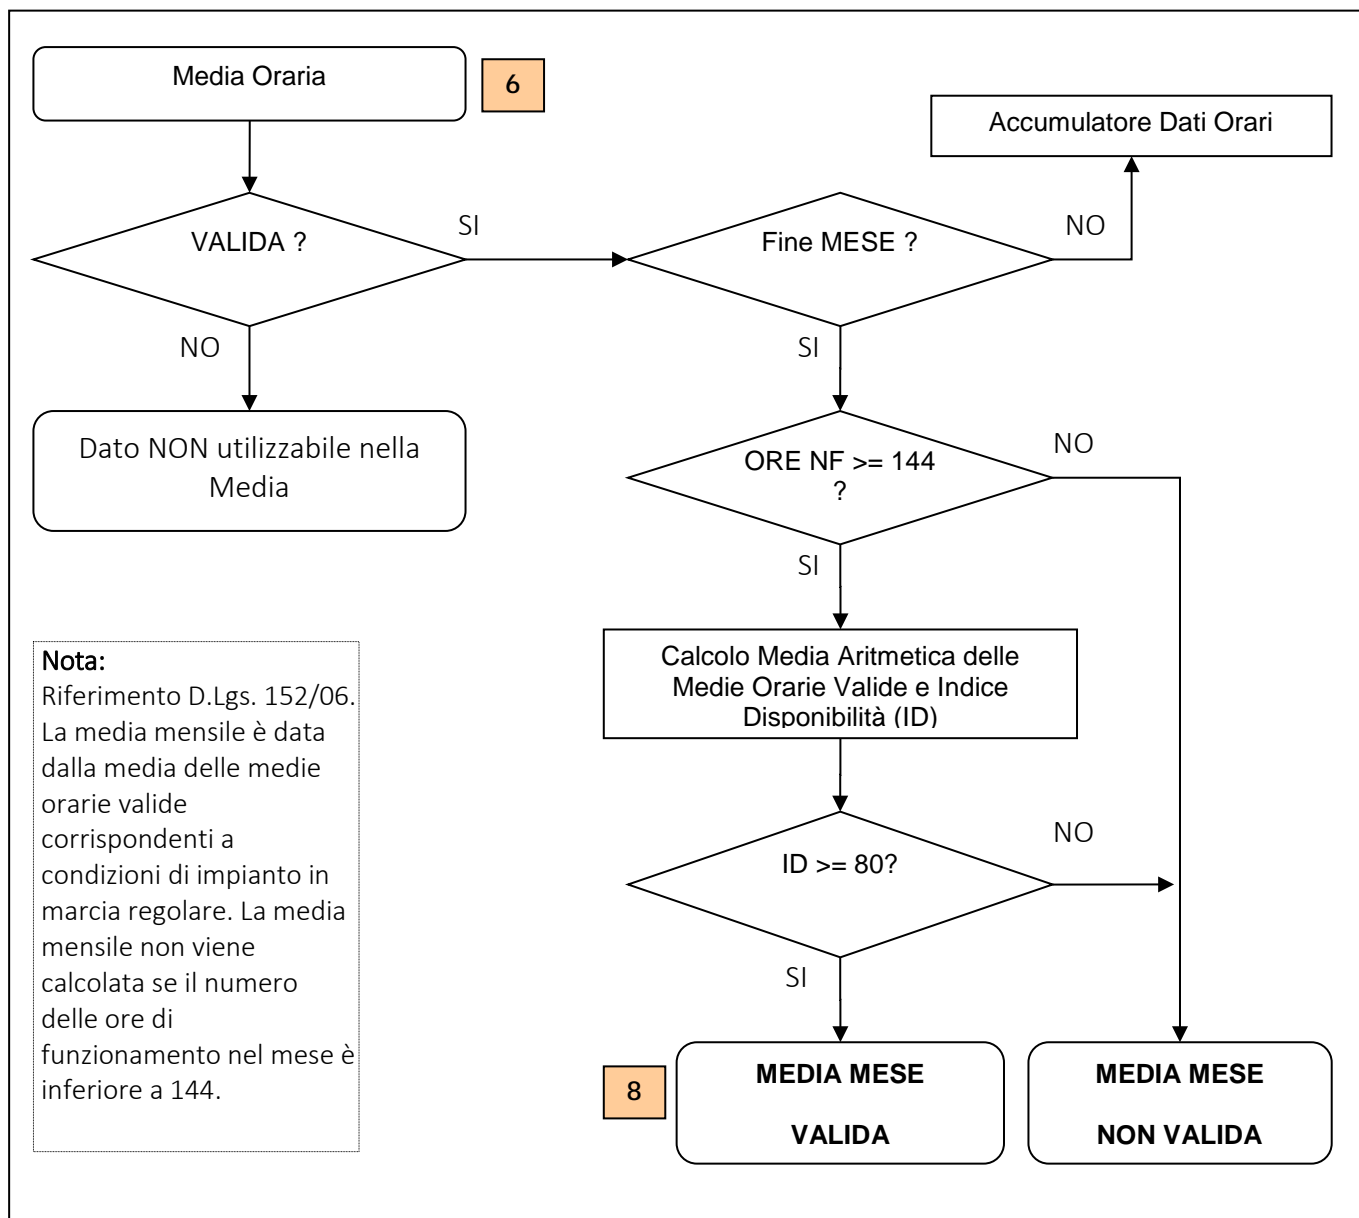 Media Oraria
6
Accumulatore Dati Orari
VALIDA ?
SI
Fine MESE ?
NO
NO
SI
Dato NON utilizzabile nella
Media
ORE NF >= 144
?
NO
SI
Calcolo Media Aritmetica delle
Medie Orarie Valide e Indice
Disponibilità (ID)
Nota:
Riferimento D.Lgs. 152/06.
La media mensile è data
dalla media delle medie
orarie valide
corrispondenti a
condizioni di impianto in
marcia regolare. La media
mensile non viene
calcolata se il numero
delle ore di
funzionamento nel mese è
inferiore a 144.
ID >= 80?
NO
SI
8
MEDIA MESE
VALIDA
MEDIA MESE
NON VALIDA